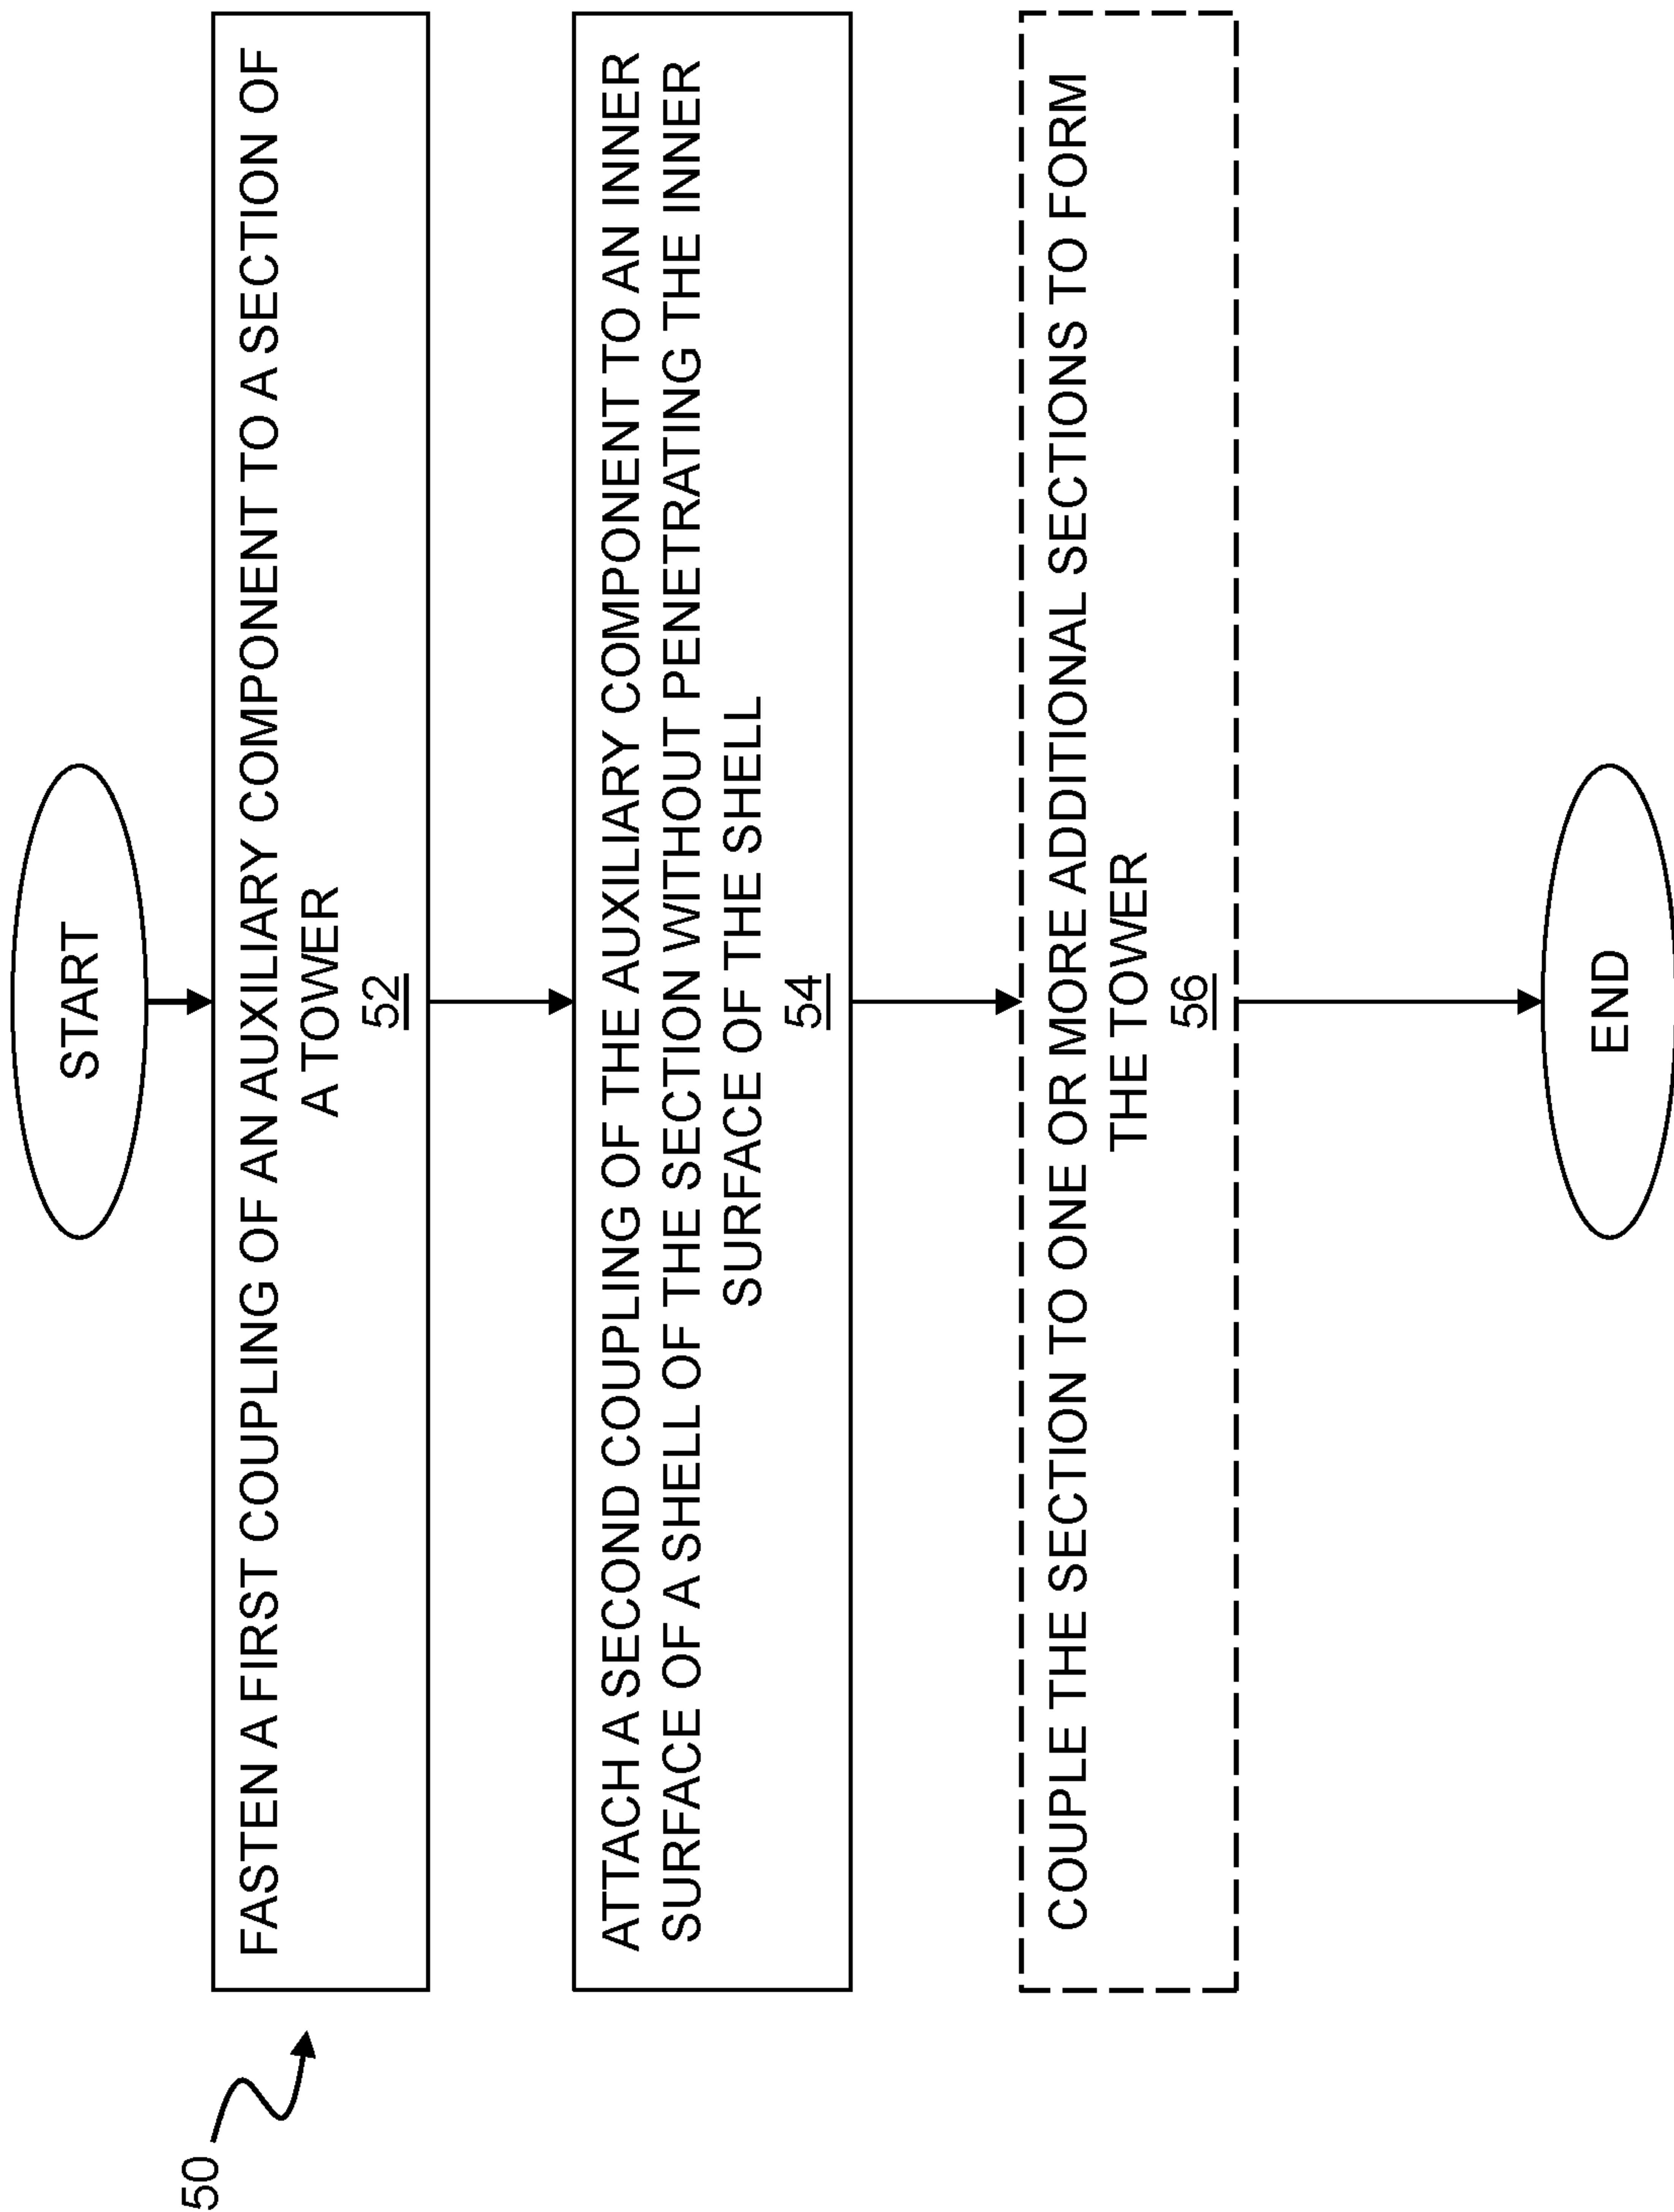 50
START
FASTEN A FIRST COUPLING OF AN AUXILIARY COMPONENT TO A SECTION OF
A TOWER
52
ATTACH A SECOND COUPLING OF THE AUXILIARY COMPONENT TO AN INNER
SURFACE OF A SHELL OF THE SECTION WITHOUT PENETRATING THE INNER
SURFACE OF THE SHELL
54
COUPLE THE SECTION TO ONE OR MORE ADDITIONAL SECTIONS TO FORM
THE TOWER
56
END